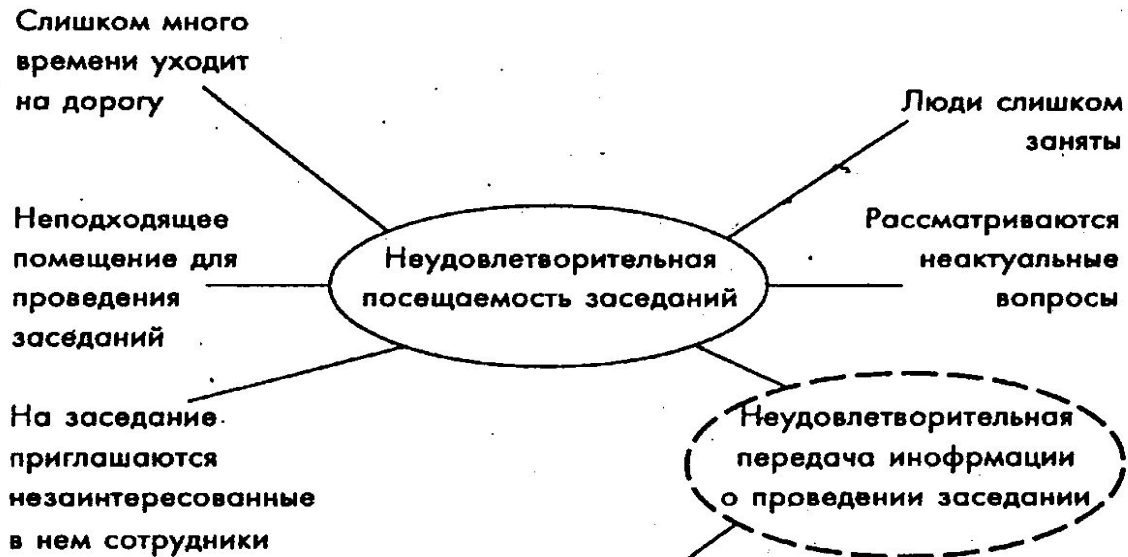 Слишком много
времени уходит
на дорогу
Люди слишком
заняты
Неподходящее
помещение для
проведения
заседаний
Неудовлетворительная
посещаемость заседаний
Рассматриваются
неактуальные
вопросы
На заседание
приглашаются
незаинтересованные
в нем сотрудники
Неудовлетворительная
передача инофрмации
о проведении заседании